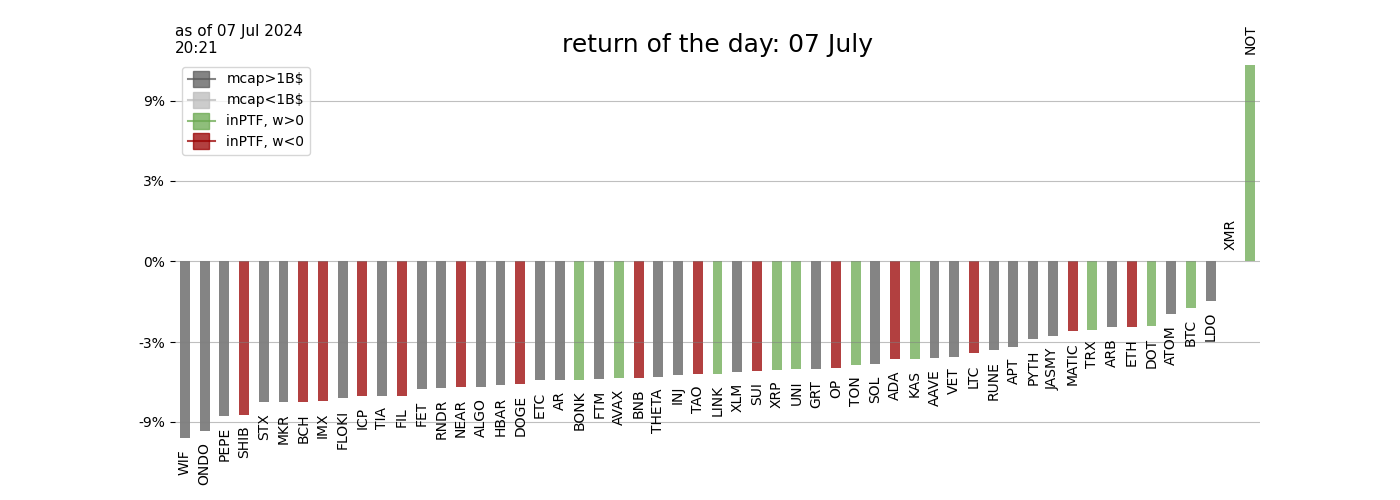 as of 07 Jul 2024
20:21
return of the day: 07 July
mcap>1B$
mcap<1B$
inPTF, w>0
inPTF, w<0
9%
3%
0%
-3%
-9%
WIF
ONDO
PEPE
SHIB
STX
MKR
BCH
IMX
FLOKI
ICP
TIA
FIL
FET
RNDR
NEAR
ALGO
HBAR
DOGE
ETC
AR
BONK
FTM
AVAX
BNB
THETA
INJ
TAO
LINK
XLM
SUI
XRP
UNI
GRT
OP
TON
SOL
ADA
KAS
AAVE
VET
LTC
RUNE
APT
PYTH
JASMY
MATIC
TRX
ARB
ETH
DOT
ATOM
BTC
LDO
XMR
NOT